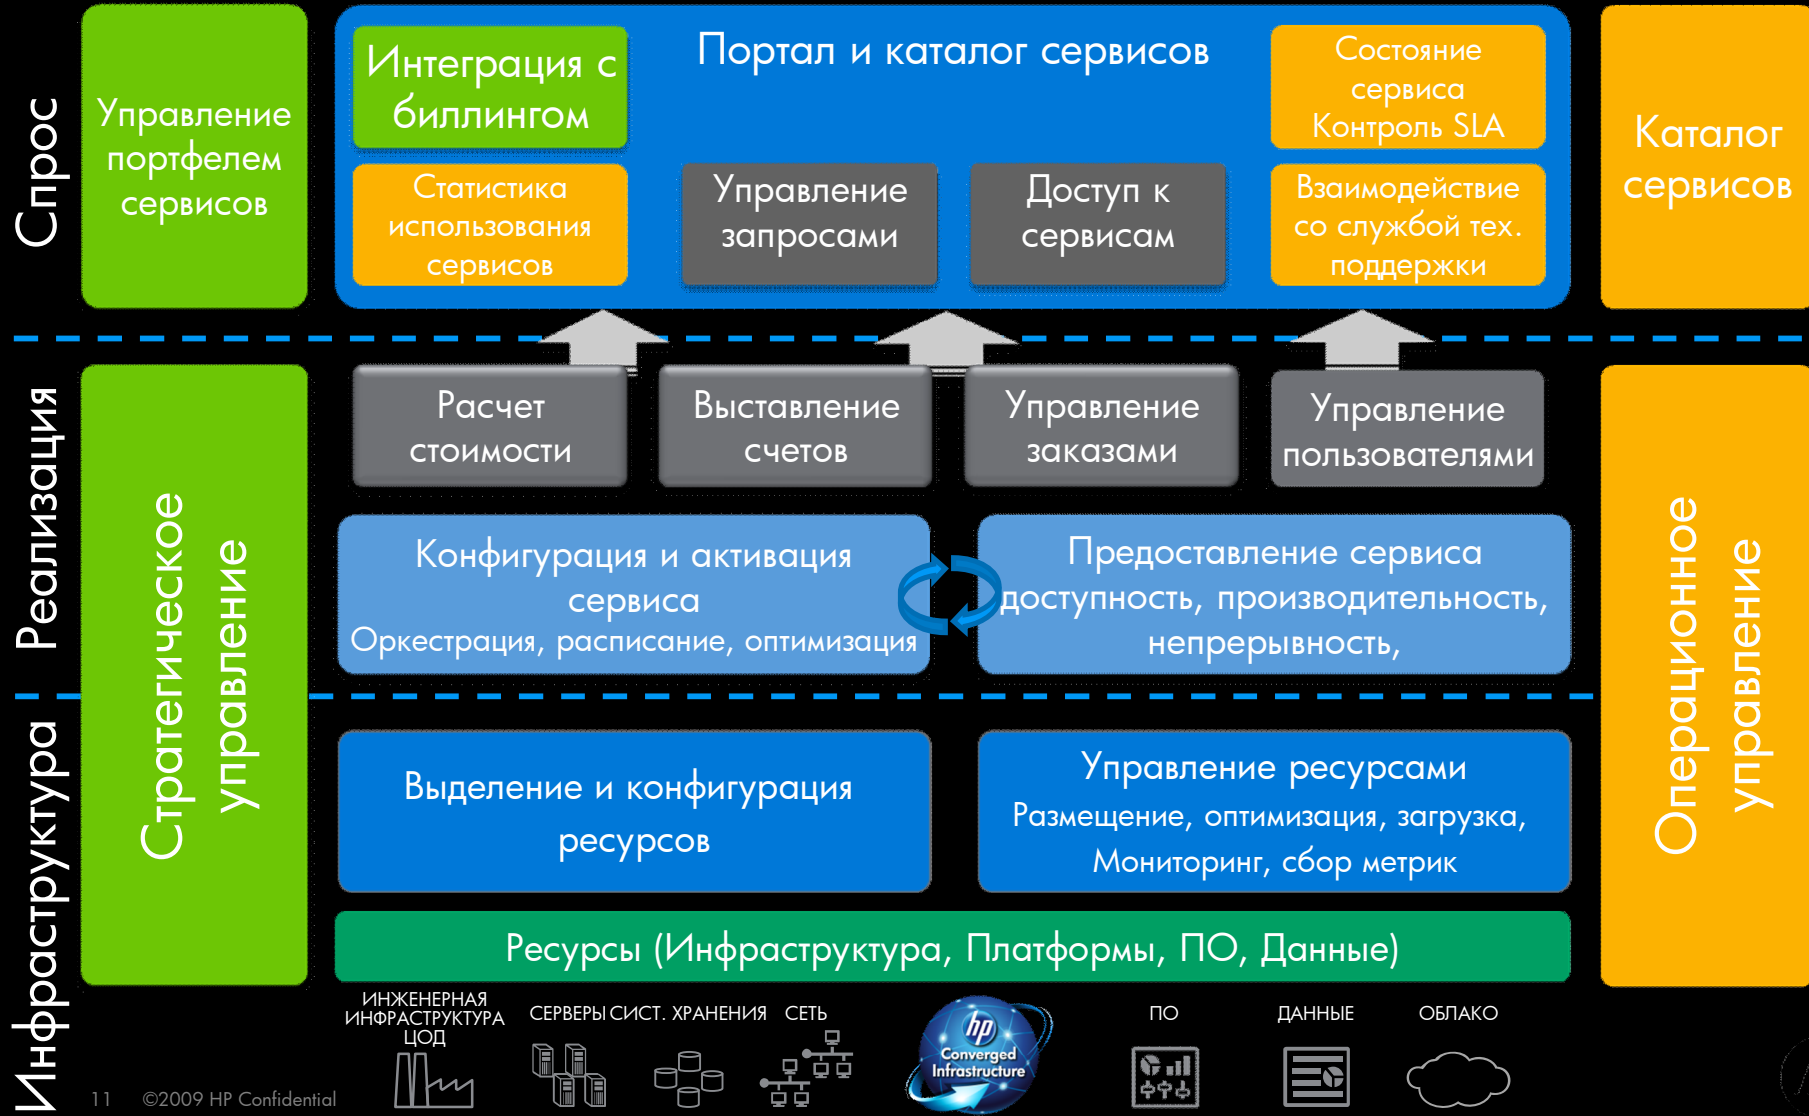 Спрос
Управление
портфелем
сервисов
Портал и каталог сервисов
Интеграция с
биллингом
Статистика
использования
сервисов
Управление
запросами
Доступ к
сервисам
Состояние
сервиса
Контроль SLA
Взаимодействие
со службой тех.
поддержки
Каталог
сервисов
Реализация
Стратегическое
управление
Расчет
стоимости
Выставление
счетов
Управление
заказами
Управление
пользователями
Конфигурация и активация
сервиса
Оркестрация, расписание, оптимизация
Предоставление сервиса
доступность, производительность,
непрерывность,
Операционное
управление
Инфраструктура
Выделение и конфигурация
ресурсов
Управление ресурсами
Размещение, оптимизация, загрузка,
Мониторинг, сбор метрик
Ресурсы (Инфраструктура, Платформы, ПО, Данные)
ИНЖЕНЕРНАЯ
ИНФРАСТРУКТУРА
ЦОД
СЕРВЕРЫ
СИСТ. ХРАНЕНИЯ
СЕТЬ
hp
Converged
Infrastructure
ПО
ДАННЫЕ
ОБЛАКО
11 ©2009 HP Confidential